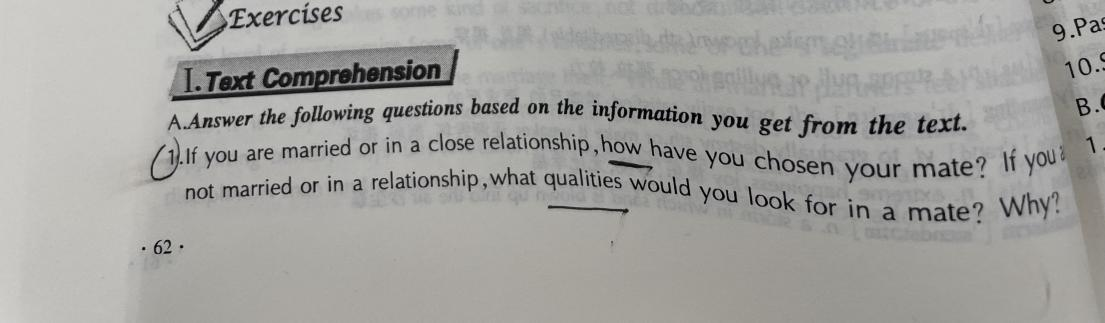 Exercises
I. Text Comprehension
A.Answer the following questions based on the information you get from the text.
1).If you are married or in a close relationship,how have you chosen your mate? If you
not married or in a relationship,what qualities would you look for in a mate? Why?
· 62 ·
9.Pas
10.S
B.
1.